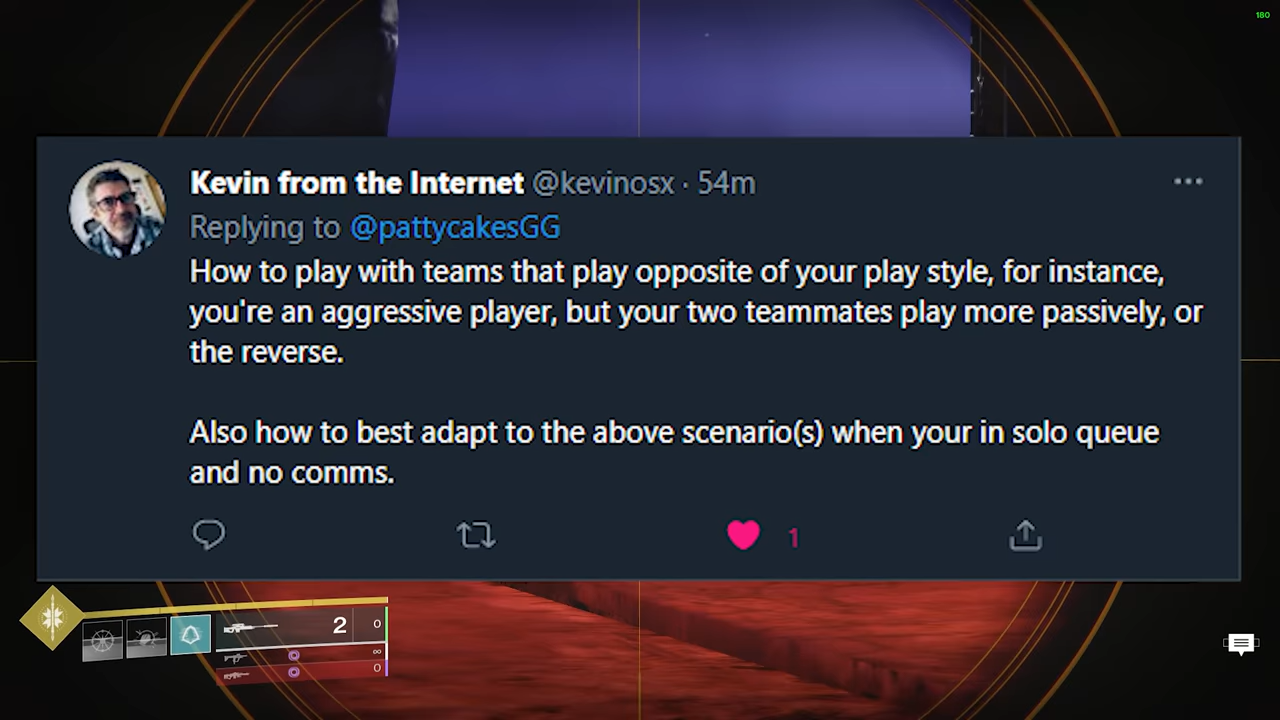 180
Kevin from the Internet @kevinosx · 54m
Replying to @pattycakesGG
How to play with teams that play opposite of your play style, for instance,
you're an aggressive player, but your two teammates play more passively, or
the reverse.
Also how to best adapt to the above scenario(s) when your in solo queue
and no comms.
1
2 0
∞
0